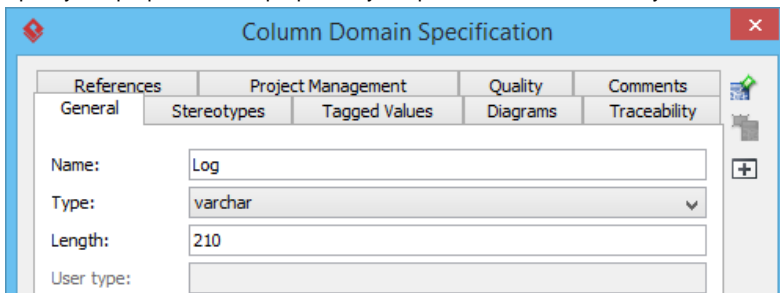 Column Domain Specification
References Project Management Quality Comments
General Stereotypes Tagged Values Diagrams Traceability
Name: Log
Type: varchar
Length: 210
User type: